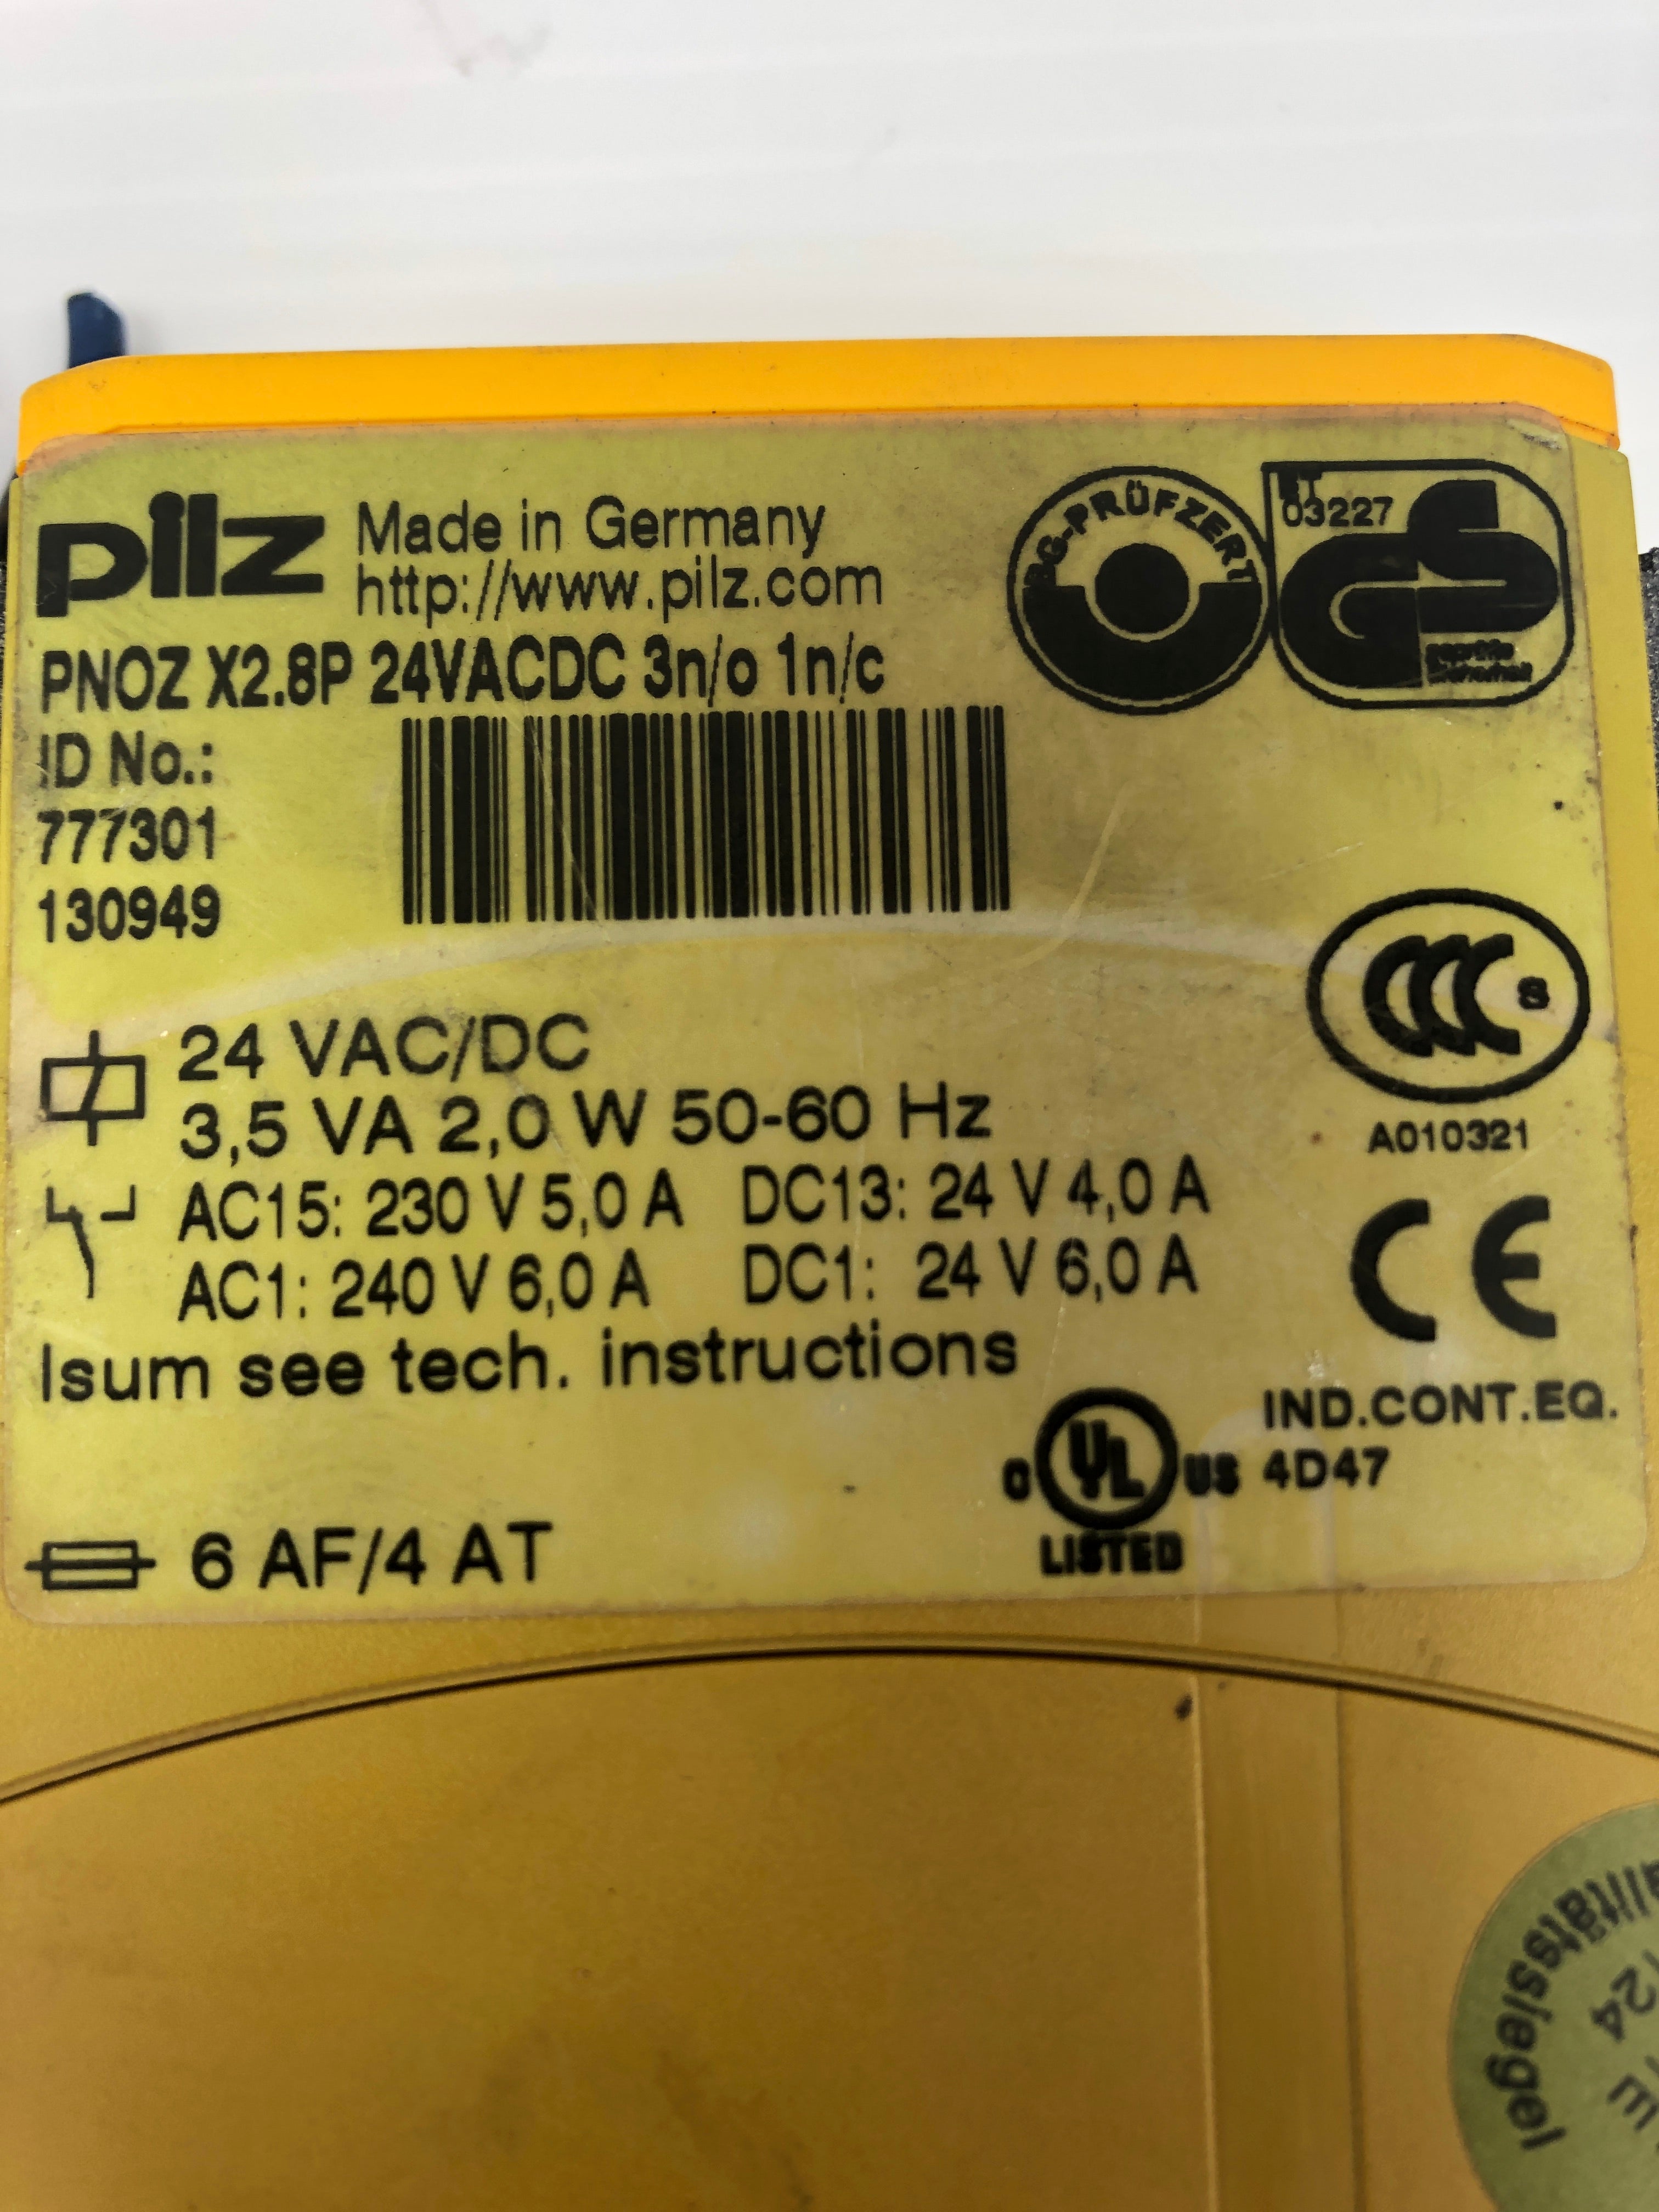 pilz Made in Germany
http://www.pilz.com
BG-PRÜFZERT
ET
03227
GS
PNOZ X2.8P 24VACDC 3n/o 1n/c
ID No.:
777301
130949
CCC S
A010321
24 VAC/DC
3,5 VA 2,0 W 50-60 Hz
AC15: 230 V 5,0 A DC13: 24 V 4,0 A
AC1: 240 V 6,0 A DC1: 24 V 6,0 A
CE
Isum see tech. instructions
IND.CONT.EQ.
C UL US 4D47
LISTED
6 AF/4 AT